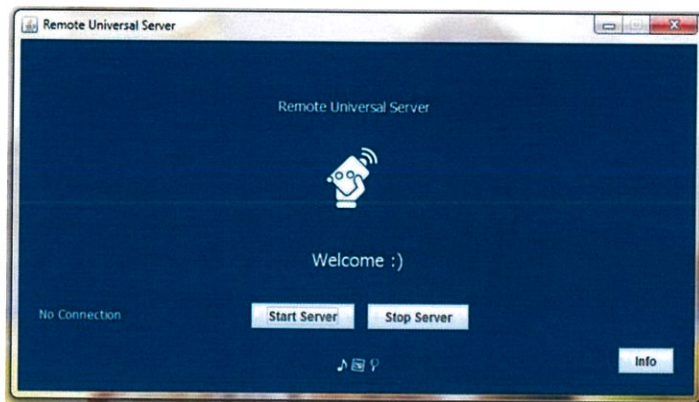 Remote Universal Server
Remote Universal Server
Welcome :)
No Connection
Start Server
Stop Server
Info